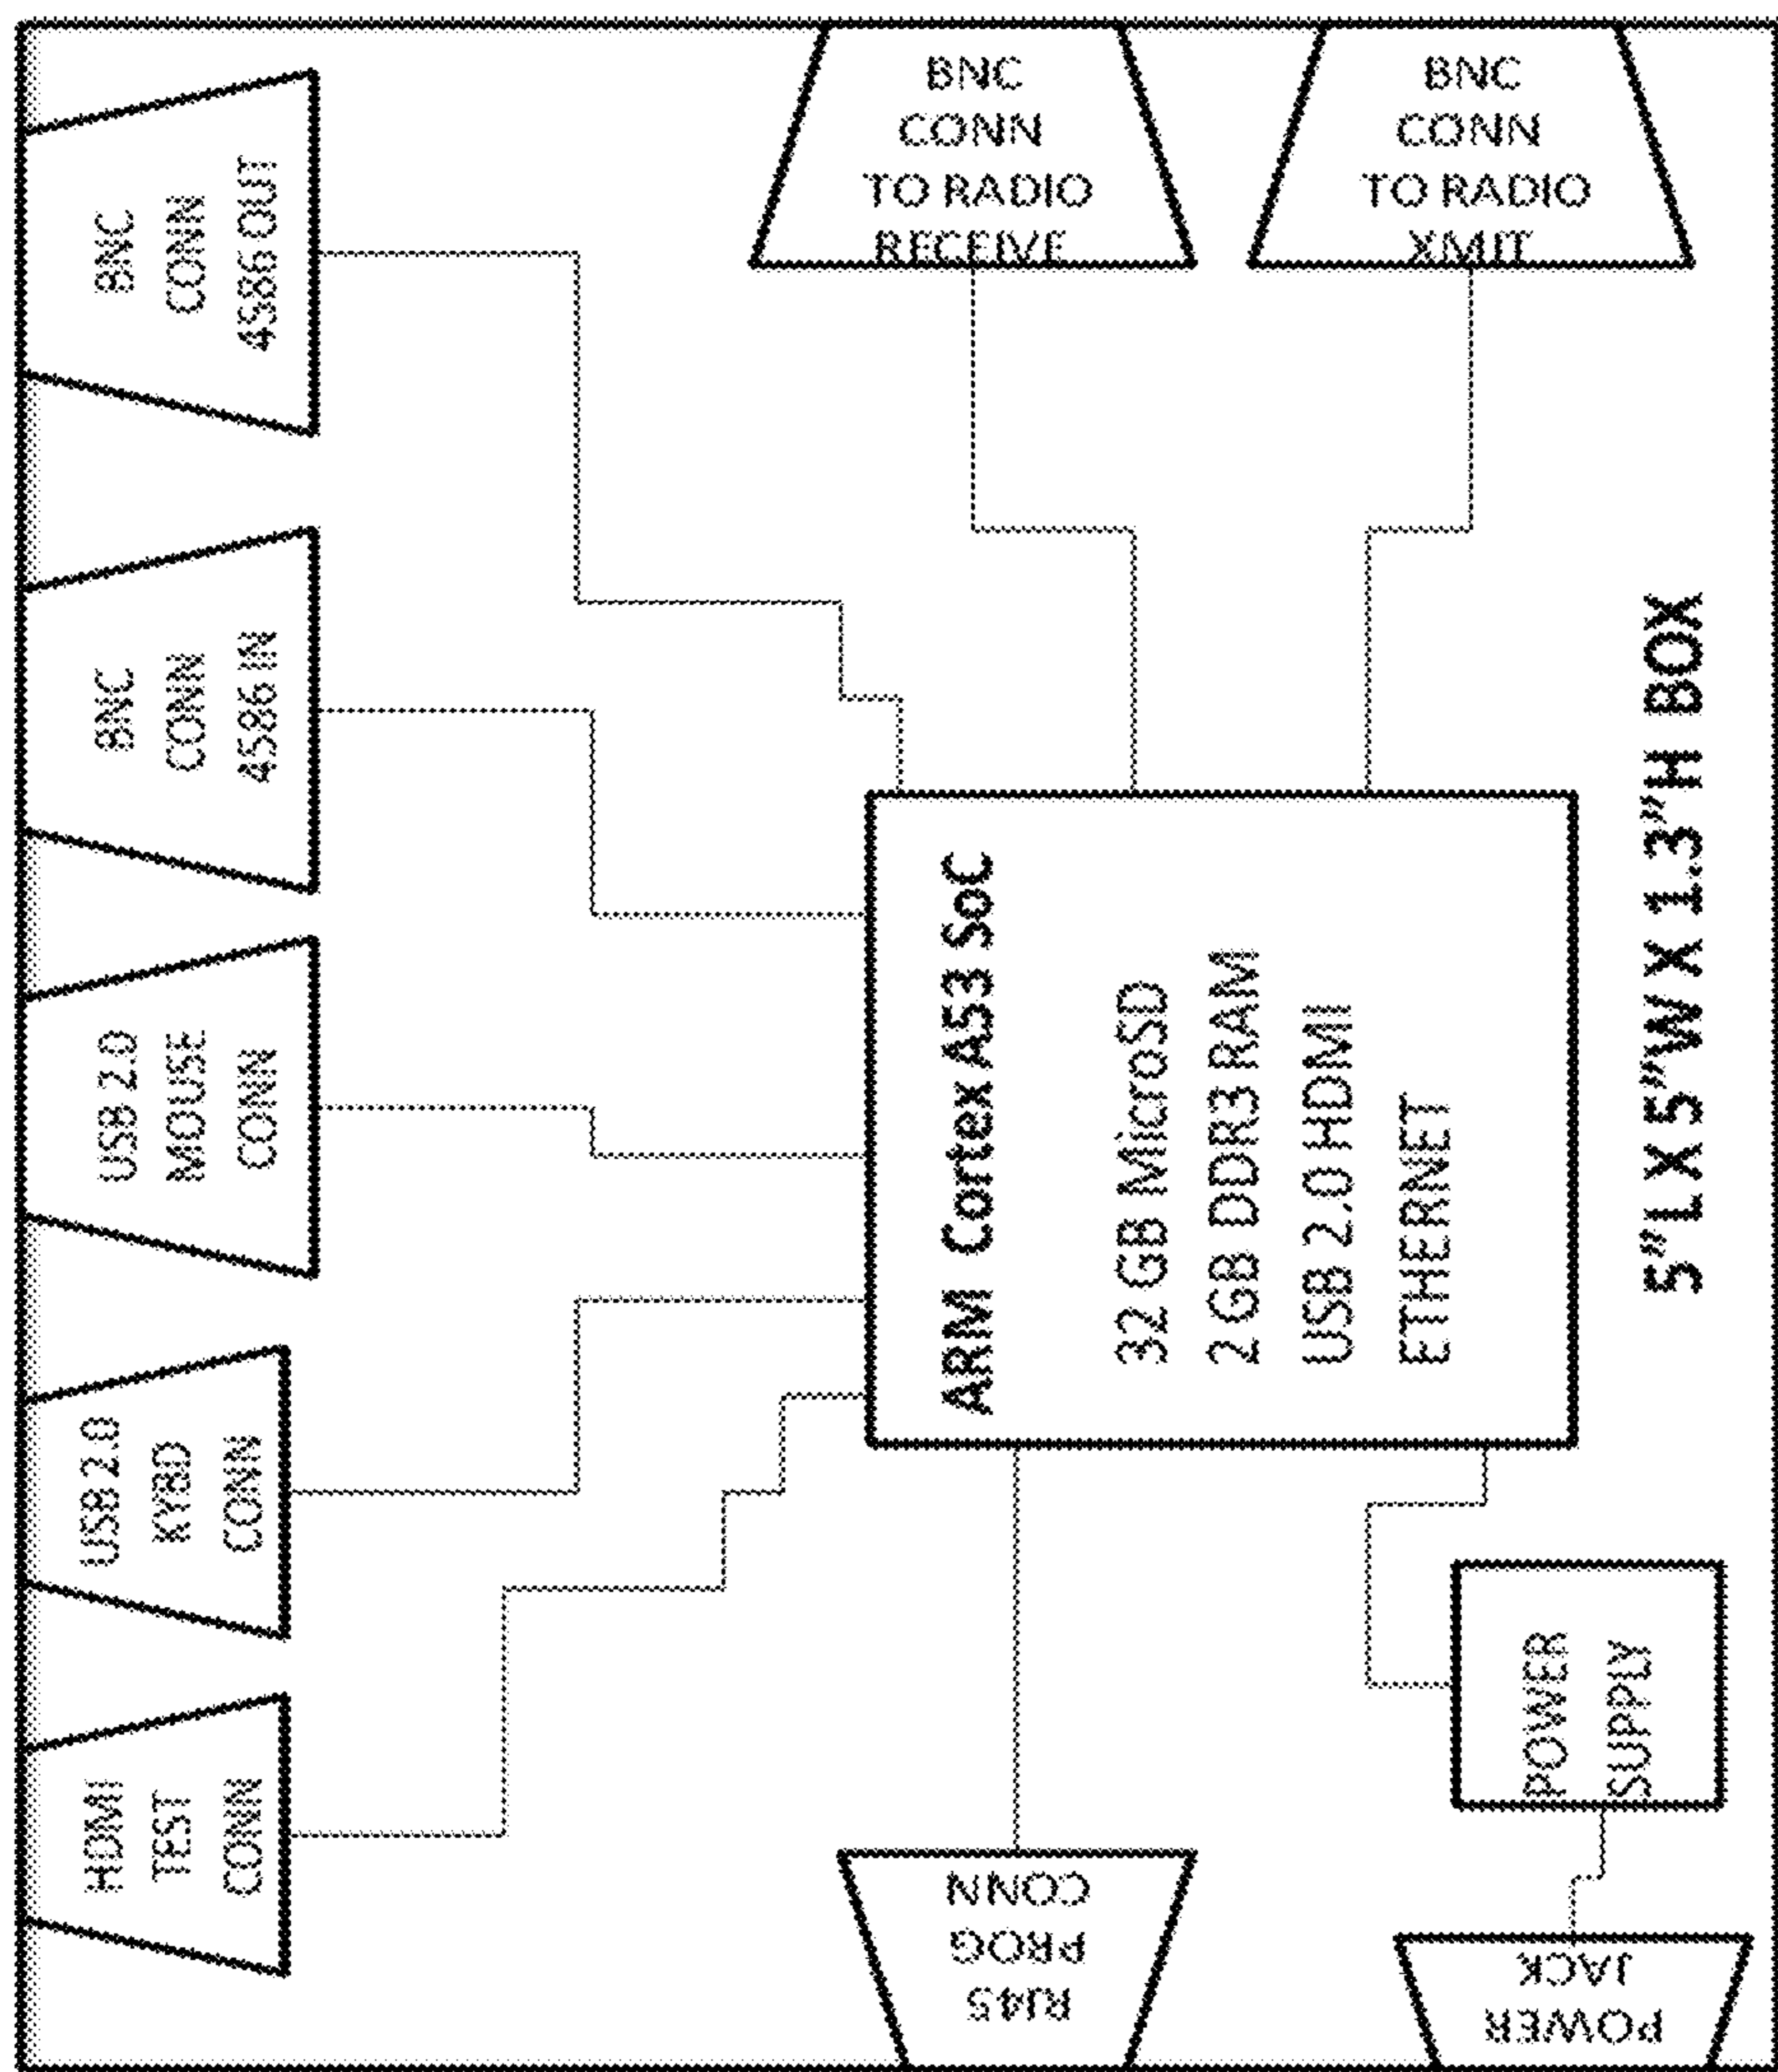 HDMI
TEST
CONN
USB 2.0
KYBD
CONN
USB 2.0
MOUSE
CONN
BNC
CONN
4586 IN
BNC
CONN
4586 OUT
BNC
CONN
TO RADIO
RECEIVE
BNC
CONN
TO RADIO
XMIT
ARM Cortex A53 SoC
32 GB MicroSD
2 GB DDR3 RAM
USB 2.0 HDMI
ETHERNET
RJ45
PROG
CONN
POWER
SUPPLY
POWER
JACK
5”L X 5”W X 1.3”H BOX